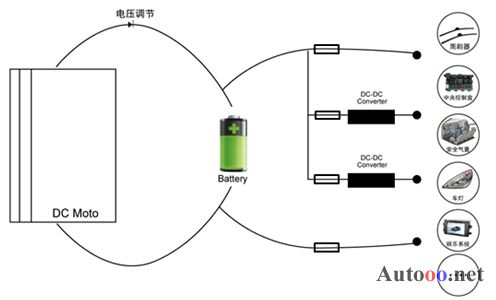 电压调节
雨刷器
DC-DC
Converter
中央控制盒
安全气囊
DC-DC
Converter
Battery
车灯
DC Moto
娱乐系统
Autooo.net